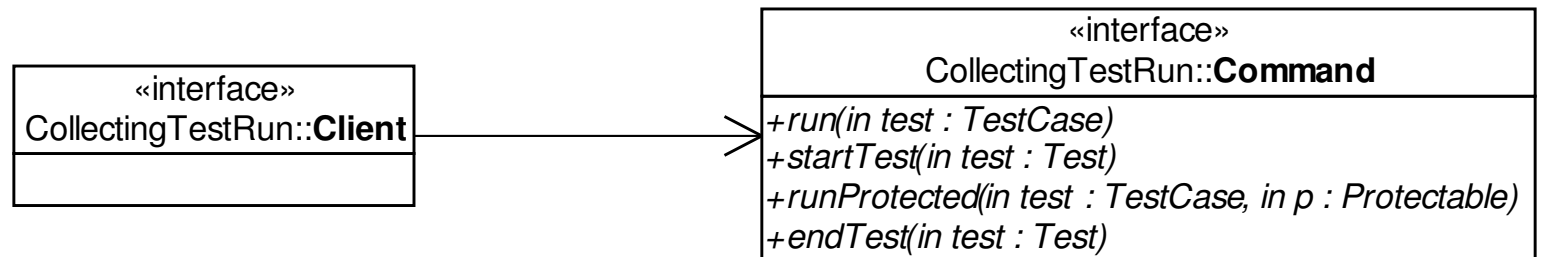 «interface»
CollectingTestRun::Client
«interface»
CollectingTestRun::Command
+run(in test : TestCase)
+startTest(in test : Test)
+runProtected(in test : TestCase, in p : Protectable)
+endTest(in test : Test)